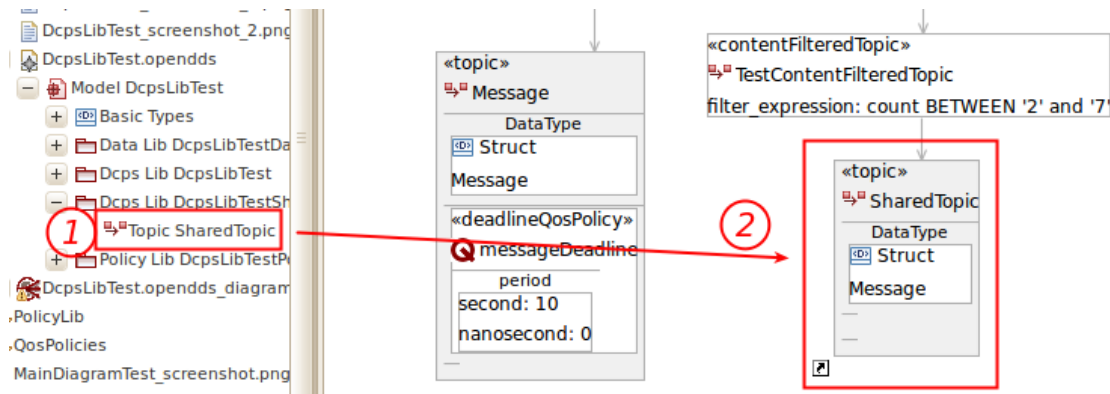 DcpsLibTest_screenshot_2.png
DcpsLibTest.opendds
Model DcpsLibTest
Basic Types
Data Lib DcpsLibTestDa
Dcps Lib DcpsLibTest
Dcps Lib DcpsLibTestSh
1
Topic SharedTopic
Policy Lib DcpsLibTestPo
DcpsLibTest.opendds_diagram
PolicyLib
QosPolicies
MainDiagramTest_screenshot.png
«topic»
Message
DataType
<D> Struct
Message
«deadlineQosPolicy»
Q messageDeadline
period
second: 10
nanosecond: 0
«contentFilteredTopic»
TestContentFilteredTopic
filter_expression: count BETWEEN '2' and '7'
2
«topic»
SharedTopic
DataType
<D> Struct
Message